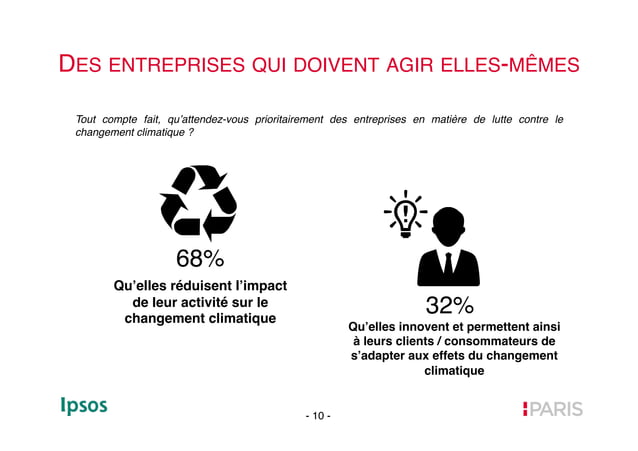 DES ENTREPRISES QUI DOIVENT AGIR ELLES-MÊMES
Tout compte fait, qu'attendez-vous prioritairement des entreprises en matière de lutte contre le
changement climatique ?
68%
Qu'elles réduisent l'impact
de leur activité sur le
changement climatique
32%
Qu'elles innovent et permettent ainsi
à leurs clients / consommateurs de
s'adapter aux effets du changement
climatique
Ipsos
- 10 -
PARIS